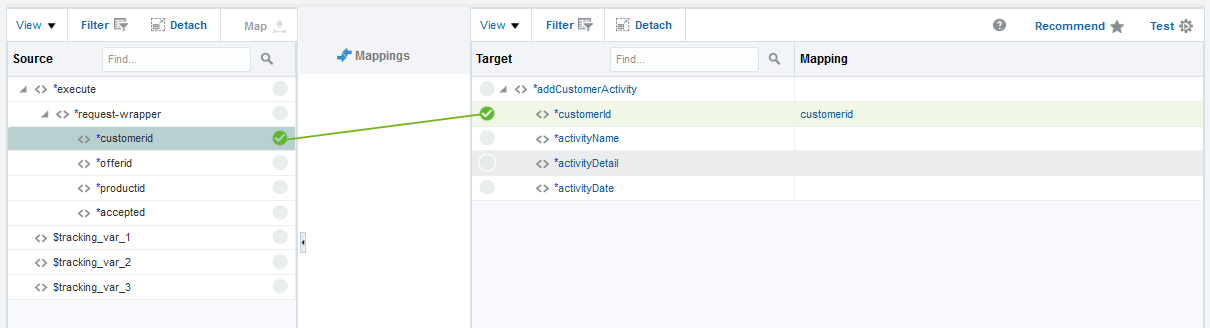 View Filter Detach Map
Source Find...
*execute
*request-wrapper
*customerid
*offerid
*productid
*accepted
$tracking_var_1
$tracking_var_2
$tracking_var_3
Mappings
View Filter Detach Recommend Test
Target Find... Mapping
*addCustomerActivity
*customerId customerid
*activityName
*activityDetail
*activityDate